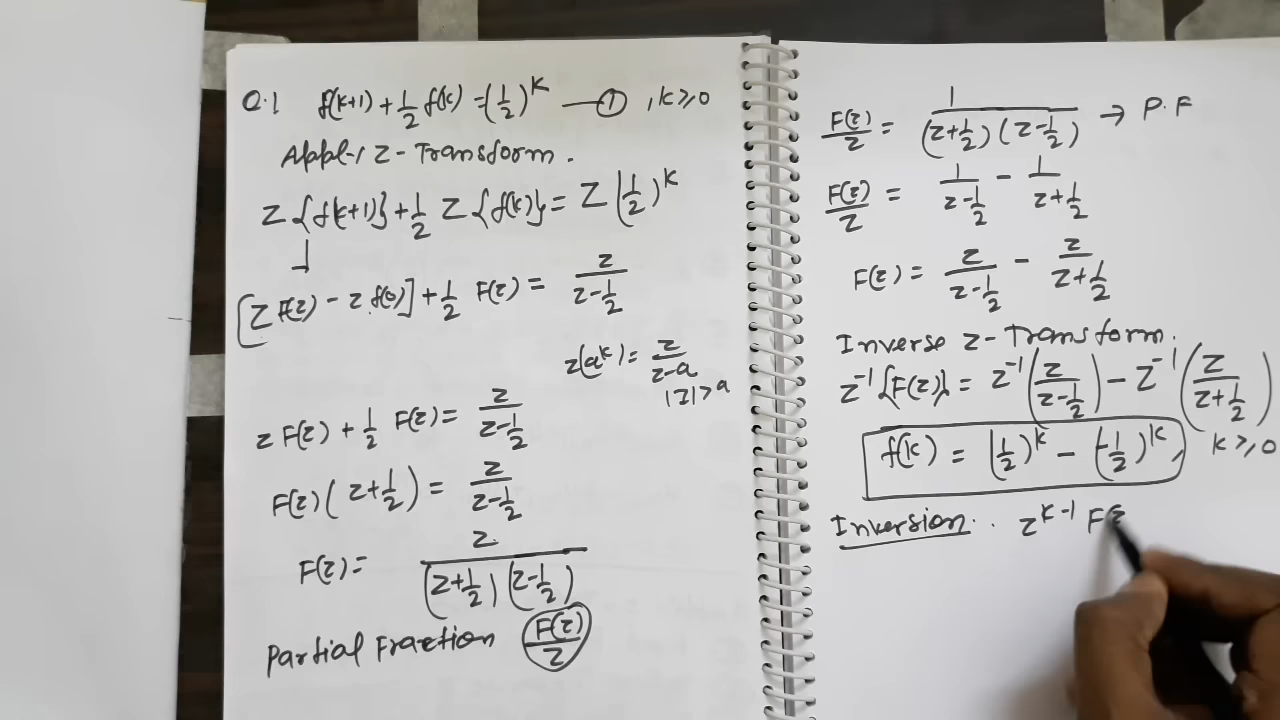 Q.1 f(k+1) + 1/2 f(k) = (1/2)^k —① , k ≥ 0
Apply Z-Transform.
Z {f(k+1)} + 1/2 Z {f(k)} = Z (1/2)^k
[Z F(z) - z f(0)] + 1/2 F(z) = z/(z-1/2)
z(a^k) = z/(z-a)
|z| > a
z F(z) + 1/2 F(z) = z/(z-1/2)
F(z) (z+1/2) = z/(z-1/2)
F(z) = z/((z+1/2)(z-1/2))
Partial Fraction F(z)/z
F(z)/z = 1/((z+1/2)(z-1/2)) → P.F
F(z)/z = 1/(z-1/2) - 1/(z+1/2)
F(z) = z/(z-1/2) - z/(z+1/2)
Inverse Z-Transform.
Z^-1 {F(z)} = Z^-1 (z/(z-1/2)) - Z^-1 (z/(z+1/2))
f(k) = (1/2)^k - (-1/2)^k, k ≥ 0
Inversion.. z^k-1 F(z